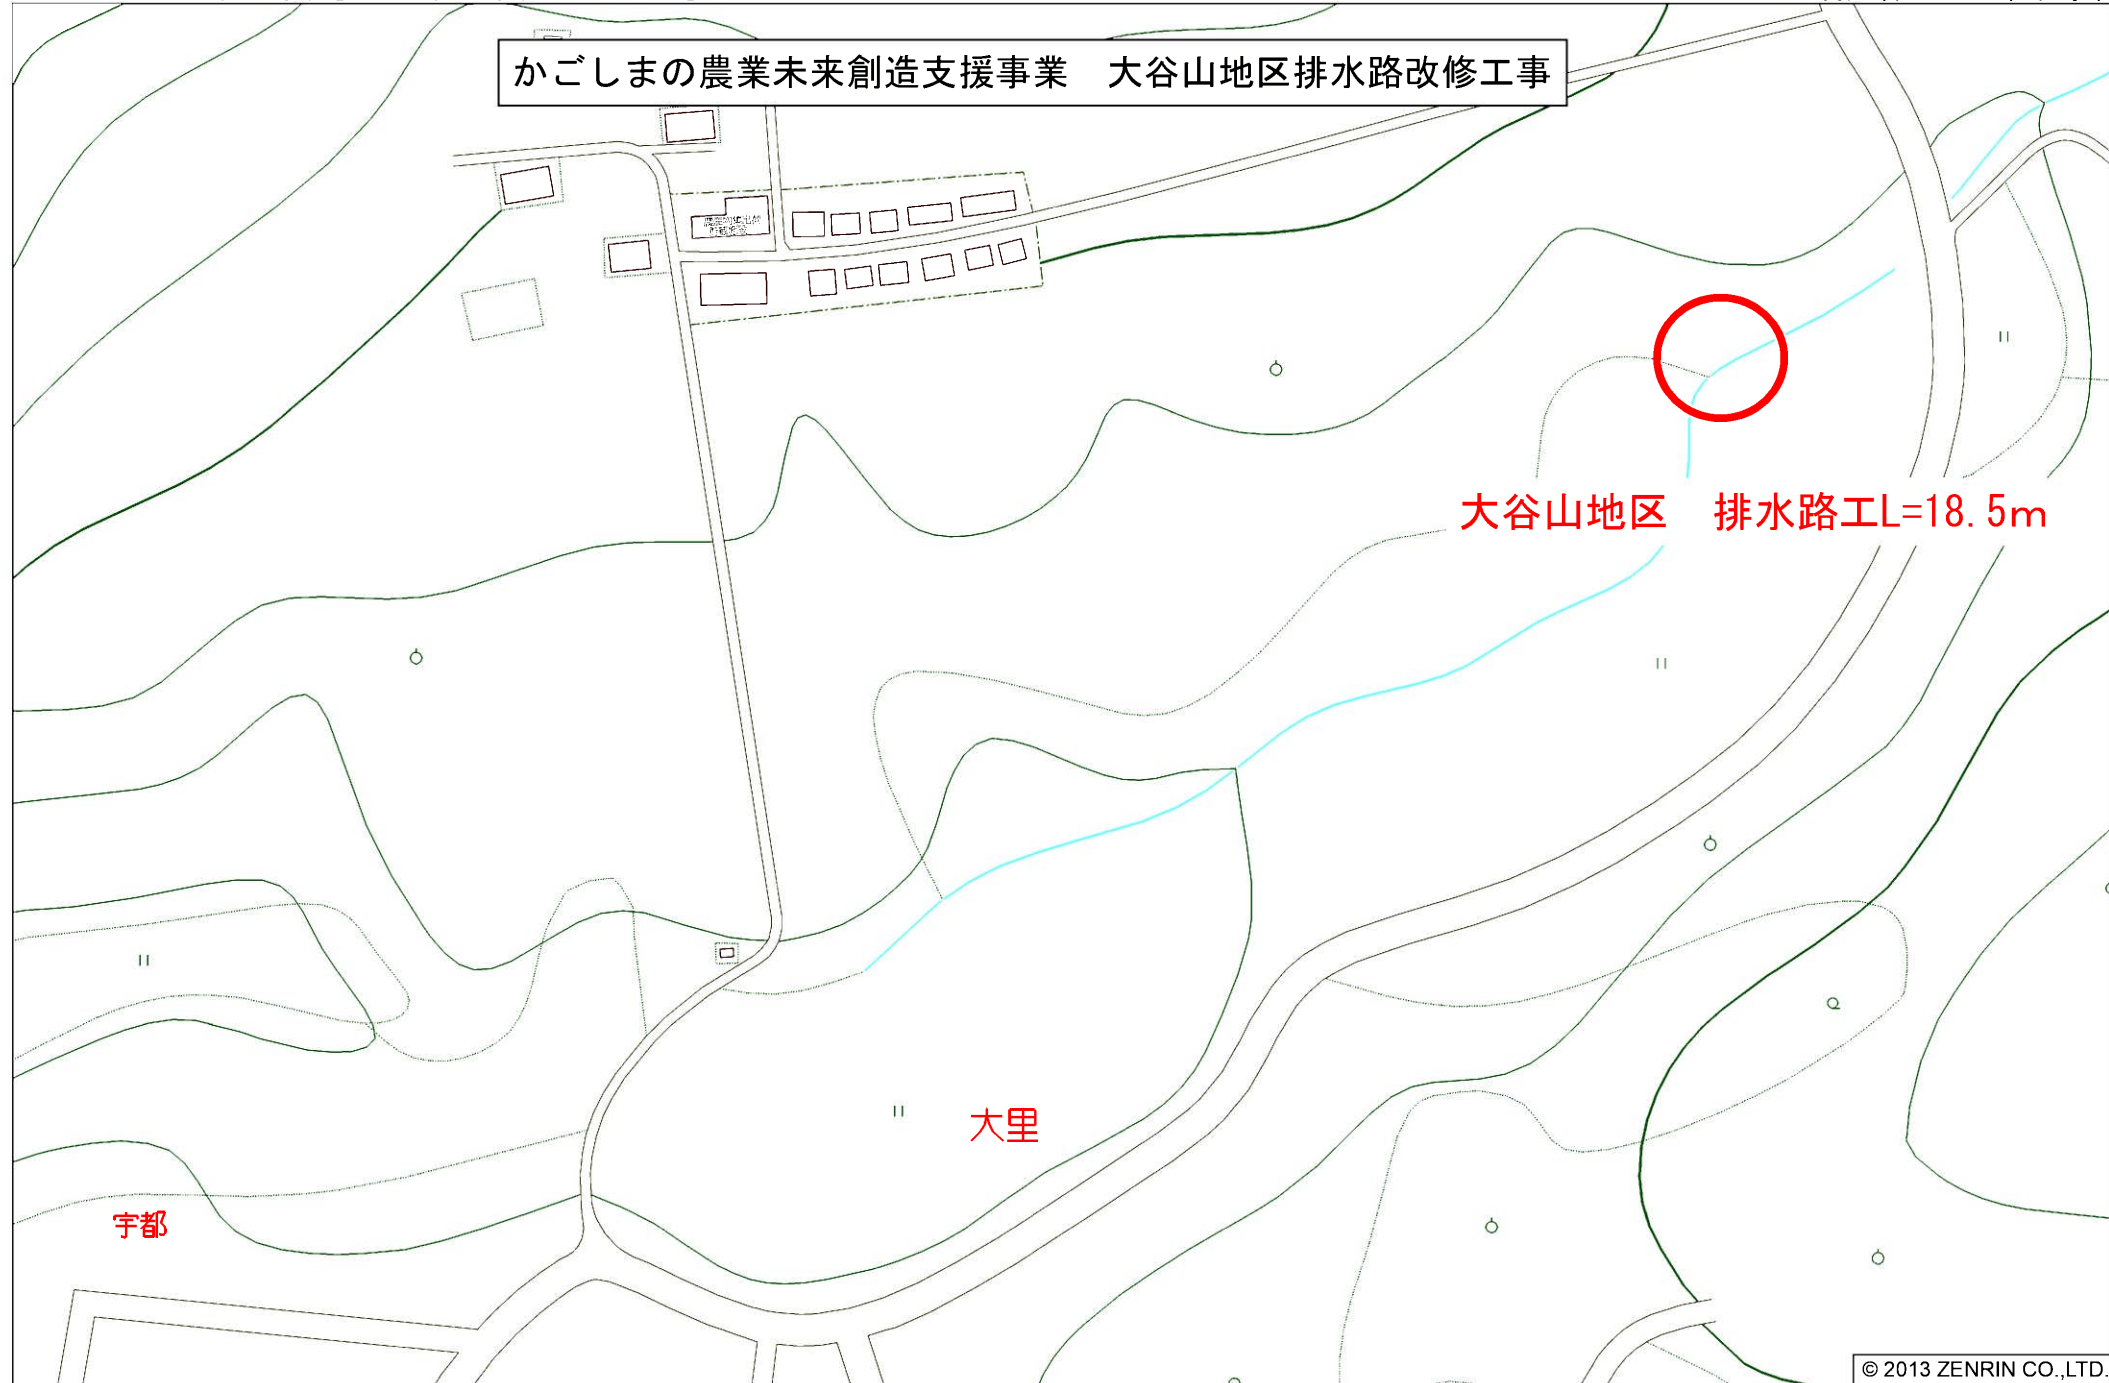 かごしまの農業未来創造支援事業　大谷山地区排水路改修工事
大谷山地区　排水路工L=18.5m
大里
宇都
© 2013 ZENRIN CO.,LTD.